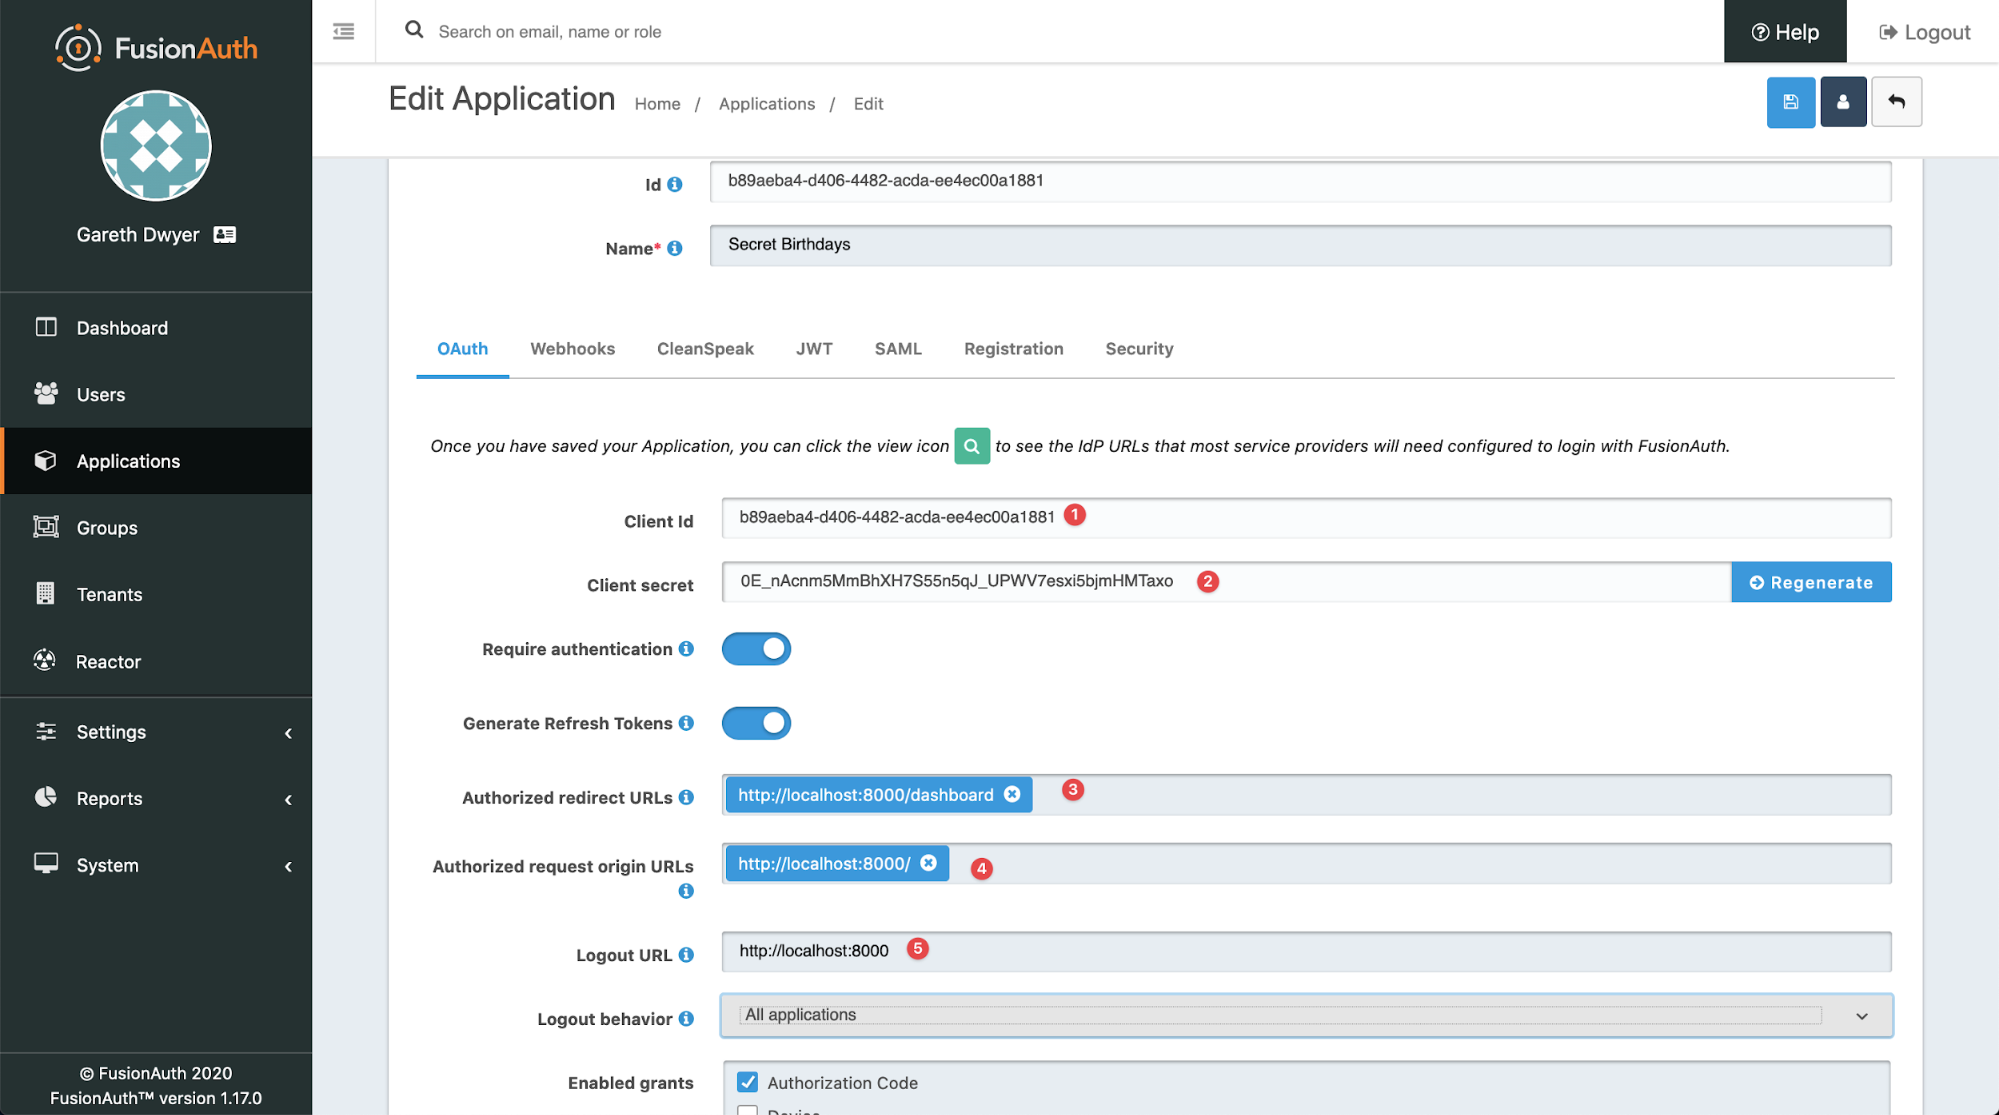 FusionAuth
Gareth Dwyer
Dashboard
Users
Applications
Groups
Tenants
Reactor
Settings
Reports
System
© FusionAuth 2020
FusionAuth™ version 1.17.0
Search on email, name or role
Help
Logout
Edit Application
Home / Applications / Edit
Id
b89aeba4-d406-4482-acda-ee4ec00a1881
Name*
Secret Birthdays
OAuth Webhooks CleanSpeak JWT SAML Registration Security
Once you have saved your Application, you can click the view icon to see the IdP URLs that most service providers will need configured to login with FusionAuth.
Client Id
b89aeba4-d406-4482-acda-ee4ec00a1881 1
Client secret
0E_nAcnm5MmBhXH7S55n5qJ_UPWV7esxi5bjmHMTaxo 2
Regenerate
Require authentication
Generate Refresh Tokens
Authorized redirect URLs
http://localhost:8000/dashboard 3
Authorized request origin URLs
http://localhost:8000/ 4
Logout URL
http://localhost:8000 5
Logout behavior
All applications
Enabled grants
Authorization Code